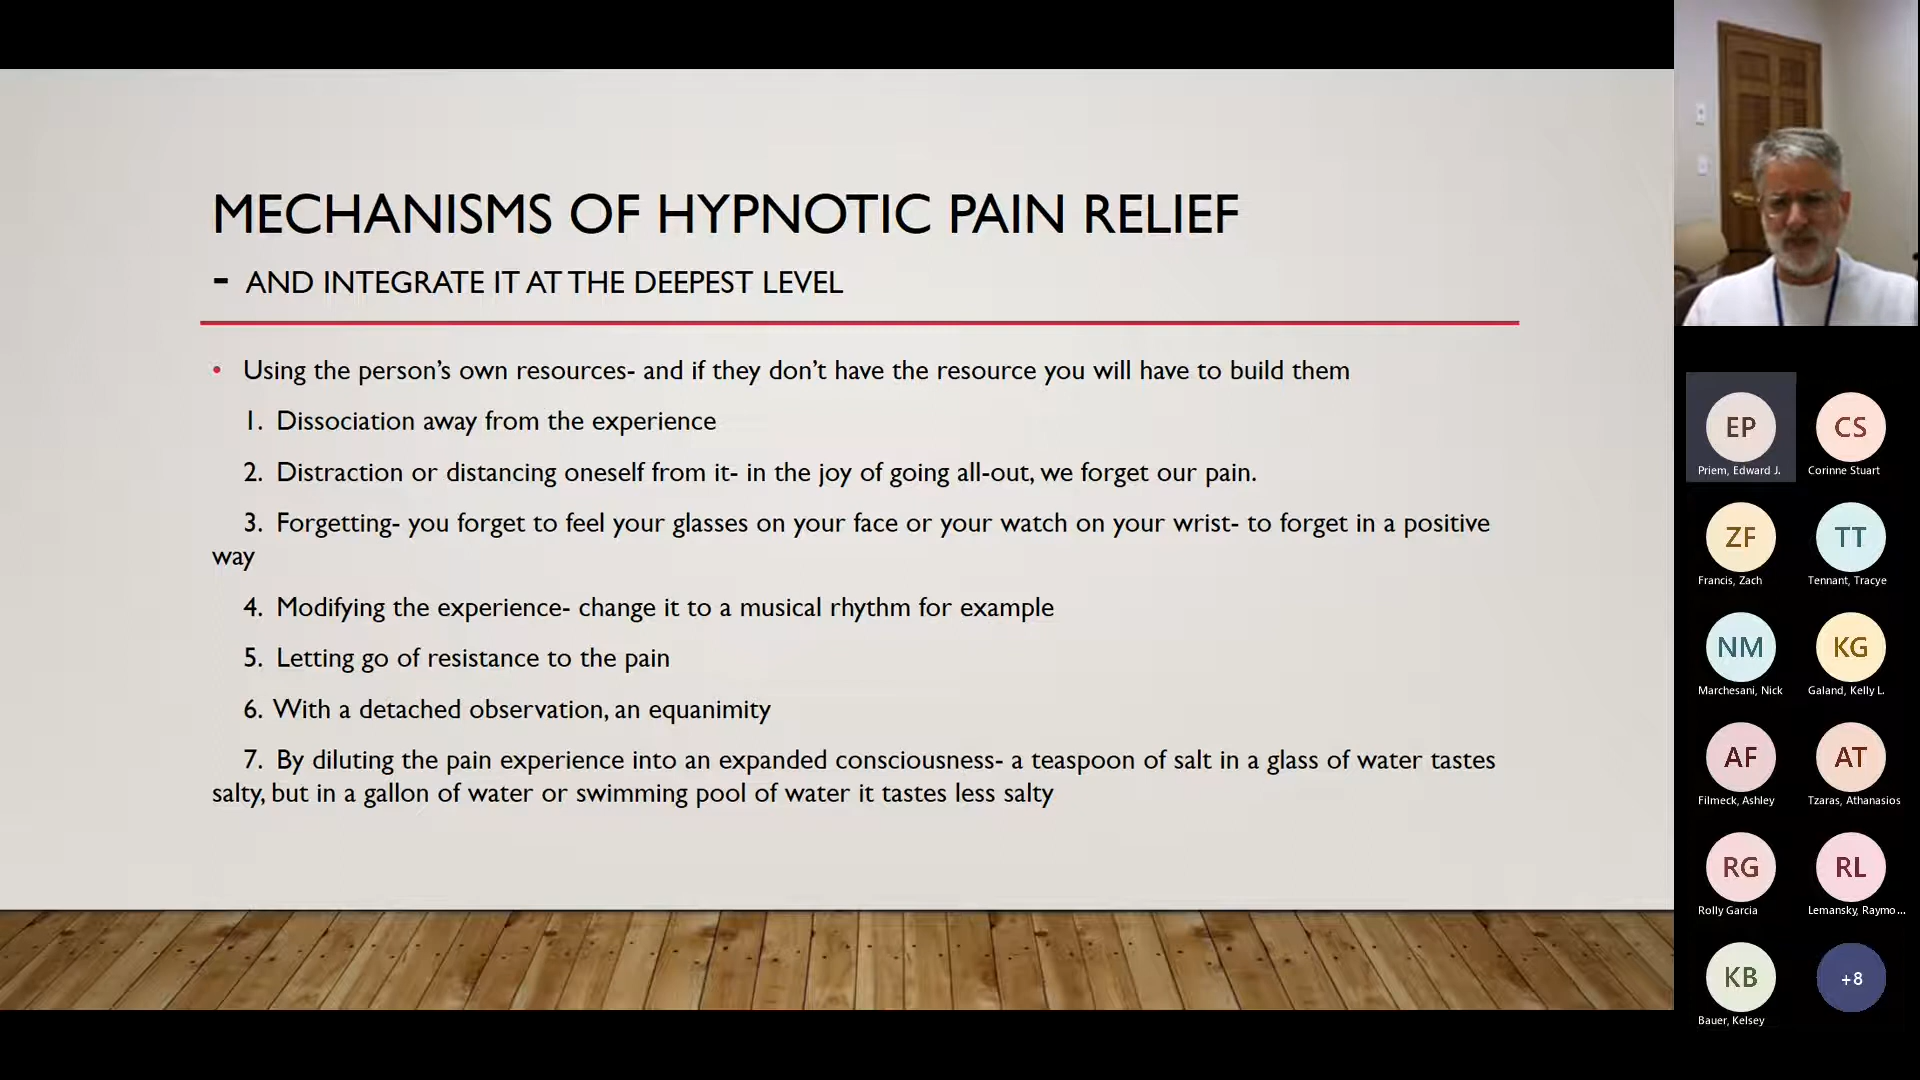 MECHANISMS OF HYPNOTIC PAIN RELIEF
- AND INTEGRATE IT AT THE DEEPEST LEVEL
• Using the person’s own resources- and if they don’t have the resource you will have to build them
1. Dissociation away from the experience
2. Distraction or distancing oneself from it- in the joy of going all-out, we forget our pain.
3. Forgetting- you forget to feel your glasses on your face or your watch on your wrist- to forget in a positive
way
4. Modifying the experience- change it to a musical rhythm for example
5. Letting go of resistance to the pain
6. With a detached observation, an equanimity
7. By diluting the pain experience into an expanded consciousness- a teaspoon of salt in a glass of water tastes
salty, but in a gallon of water or swimming pool of water it tastes less salty
EP CS
Priem, Edward J. Corinne Stuart
ZF TT
Francis, Zach Tennant, Tracye
NM KG
Marchesani, Nick Galand, Kelly L.
AF AT
Filmeck, Ashley Tzaras, Athanasios
RG RL
Rolly Garcia Lemansky, Raymo...
KB +8
Bauer, Kelsey